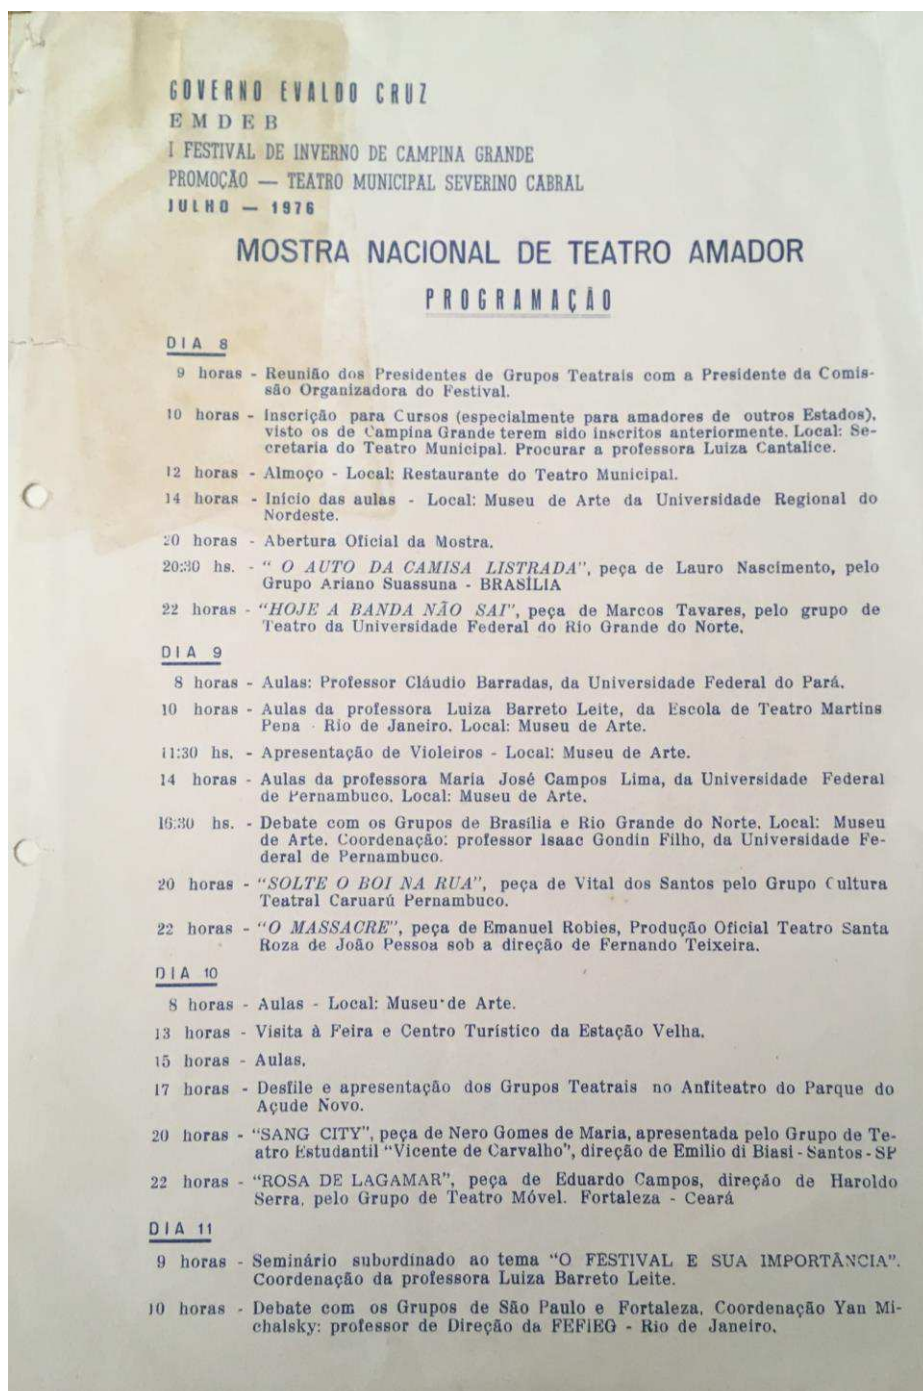 GOVERNO EVALDO CRUZ
EMDEB
I FESTIVAL DE INVERNO DE CAMPINA GRANDE
PROMOÇÃO — TEATRO MUNICIPAL SEVERINO CABRAL
JULHO — 1976
MOSTRA NACIONAL DE TEATRO AMADOR
PROGRAMAÇÃO
DIA 8
9 horas - Reunião dos Presidentes de Grupos Teatrais com a Presidente da Comis-
são Organizadora do Festival.
10 horas - Inscrição para Cursos (especialmente para amadores de outros Estados),
visto os de Campina Grande terem sido inscritos anteriormente. Local: Se-
cretaria do Teatro Municipal. Procurar a professora Luiza Cantalice.
12 horas - Almoço - Local: Restaurante do Teatro Municipal.
14 horas - Início das aulas - Local: Museu de Arte da Universidade Regional do
Nordeste.
20 horas - Abertura Oficial da Mostra.
20:30 hs. - " O AUTO DA CAMISA LISTRADA", peça de Lauro Nascimento, pelo
Grupo Ariano Suassuna - BRASÍLIA
22 horas - "HOJE A BANDA NÃO SAI", peça de Marcos Tavares, pelo grupo de
Teatro da Universidade Federal do Rio Grande do Norte.
DIA 9
8 horas - Aulas: Professor Cláudio Barradas, da Universidade Federal do Pará.
10 horas - Aulas da professora Luiza Barreto Leite, da Escola de Teatro Martins
Pena - Rio de Janeiro. Local: Museu de Arte.
11:30 hs. - Apresentação de Violeiros - Local: Museu de Arte.
14 horas - Aulas da professora Maria José Campos Lima, da Universidade Federal
de Pernambuco. Local: Museu de Arte.
16:30 hs. - Debate com os Grupos de Brasília e Rio Grande do Norte. Local: Museu
de Arte. Coordenação: professor Isaac Gondin Filho, da Universidade Fe-
deral de Pernambuco.
20 horas - "SOLTE O BOI NA RUA", peça de Vital dos Santos pelo Grupo Cultura
Teatral Caruarú Pernambuco.
22 horas - "O MASSACRE", peça de Emanuel Robies, Produção Oficial Teatro Santa
Roza de João Pessoa sob a direção de Fernando Teixeira.
DIA 10
8 horas - Aulas - Local: Museu de Arte.
13 horas - Visita à Feira e Centro Turístico da Estação Velha.
15 horas - Aulas.
17 horas - Desfile e apresentação dos Grupos Teatrais no Anfiteatro do Parque do
Açude Novo.
20 horas - "SANG CITY", peça de Nero Gomes de Maria, apresentada pelo Grupo de Te-
atro Estudantil "Vicente de Carvalho", direção de Emilio di Biasi - Santos - SP
22 horas - "ROSA DE LAGAMAR", peça de Eduardo Campos, direção de Haroldo
Serra, pelo Grupo de Teatro Móvel. Fortaleza - Ceará
DIA 11
9 horas - Seminário subordinado ao tema "O FESTIVAL E SUA IMPORTÂNCIA".
Coordenação da professora Luiza Barreto Leite.
10 horas - Debate com os Grupos de São Paulo e Fortaleza. Coordenação Yan Mi-
chalsky: professor de Direção da FEFIEG - Rio de Janeiro.